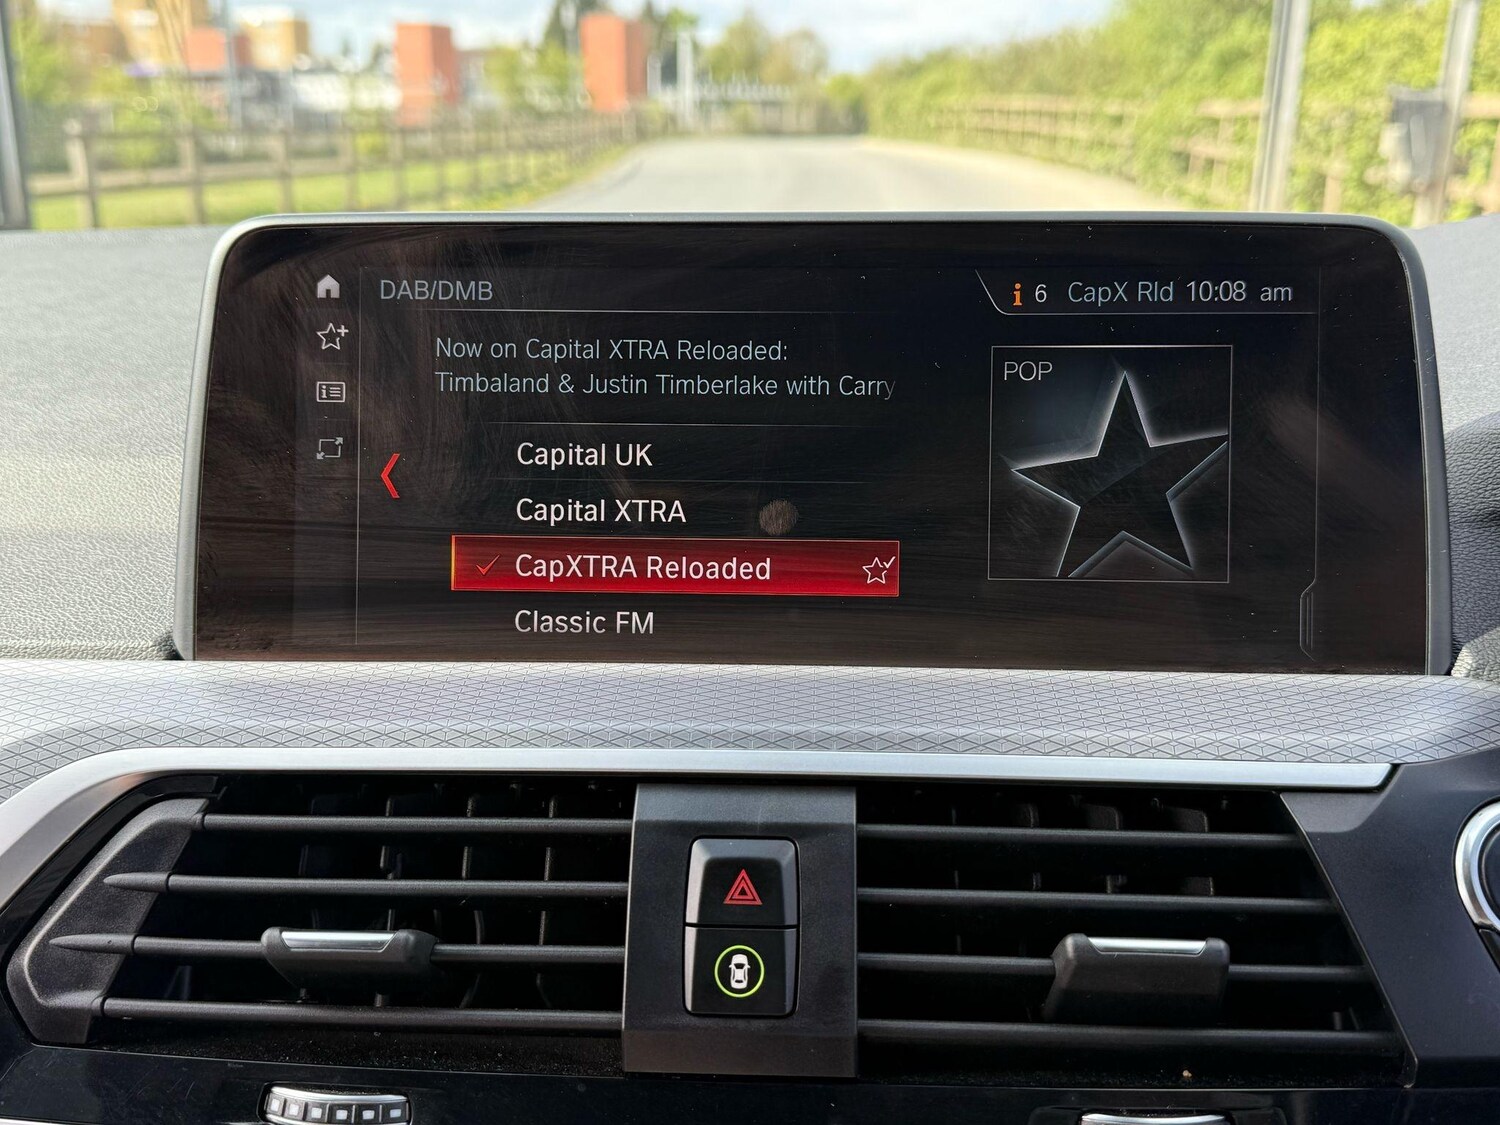 DAB/DMB
i 6 CapX Rld 10:08 am
Now on Capital XTRA Reloaded:
Timbaland & Justin Timberlake with Carry
POP
Capital UK
Capital XTRA
CapXTRA Reloaded
Classic FM